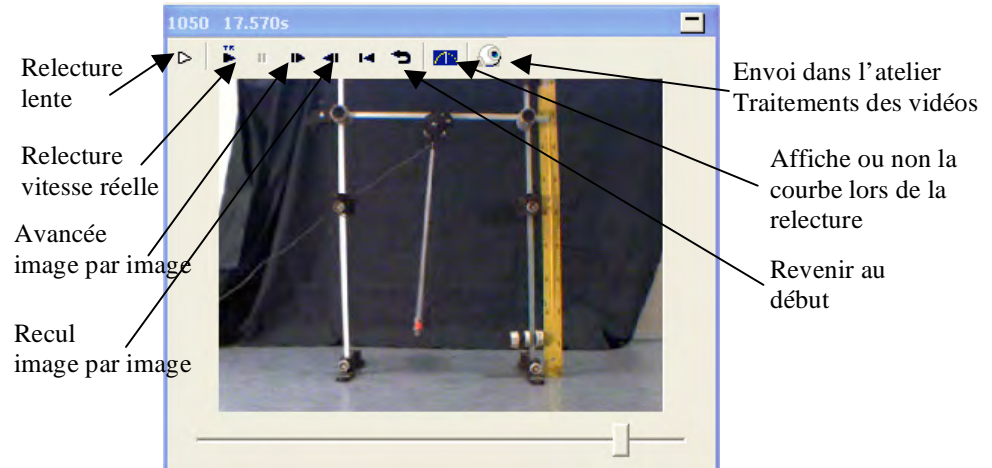 1050 17.570s
TR
Relecture
lente
Relecture
vitesse réelle
Avancée
image par image
Recul
image par image
Envoi dans l’atelier
Traitements des vidéos
Affiche ou non la
courbe lors de la
relecture
Revenir au
début